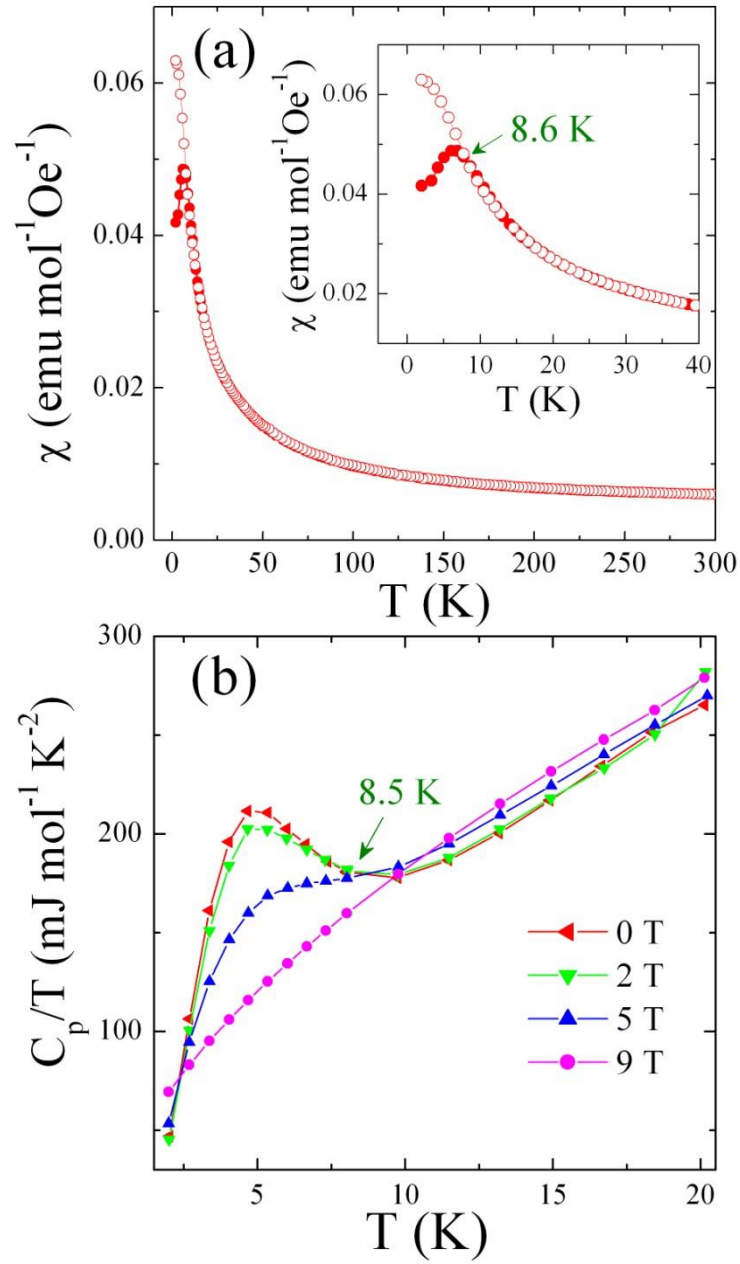 (a)
χ (emu mol⁻¹Oe⁻¹)
0.06
0.04
0.02
0.00
0 50 100 150 200 250 300
T (K)
χ (emu mol⁻¹Oe⁻¹)
0.06
0.04
0.02
8.6 K
0 10 20 30 40
T (K)
(b)
C_p/T (mJ mol⁻¹ K⁻²)
300
200
100
8.5 K
0 T
2 T
5 T
9 T
5 10 15 20
T (K)